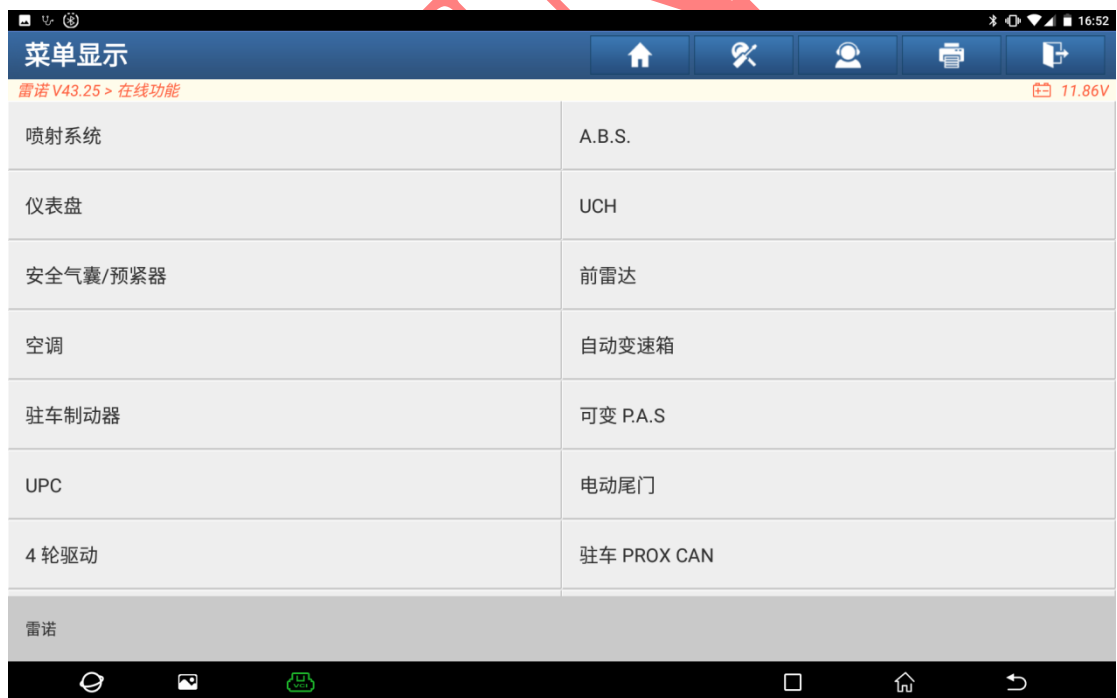 16:52
菜单显示
雷诺 V43.25 > 在线功能
11.86V
喷射系统
A.B.S.
仪表盘
UCH
安全气囊/预紧器
前雷达
空调
自动变速箱
驻车制动器
可变 P.A.S
UPC
电动尾门
4 轮驱动
驻车 PROX CAN
雷诺
VCI